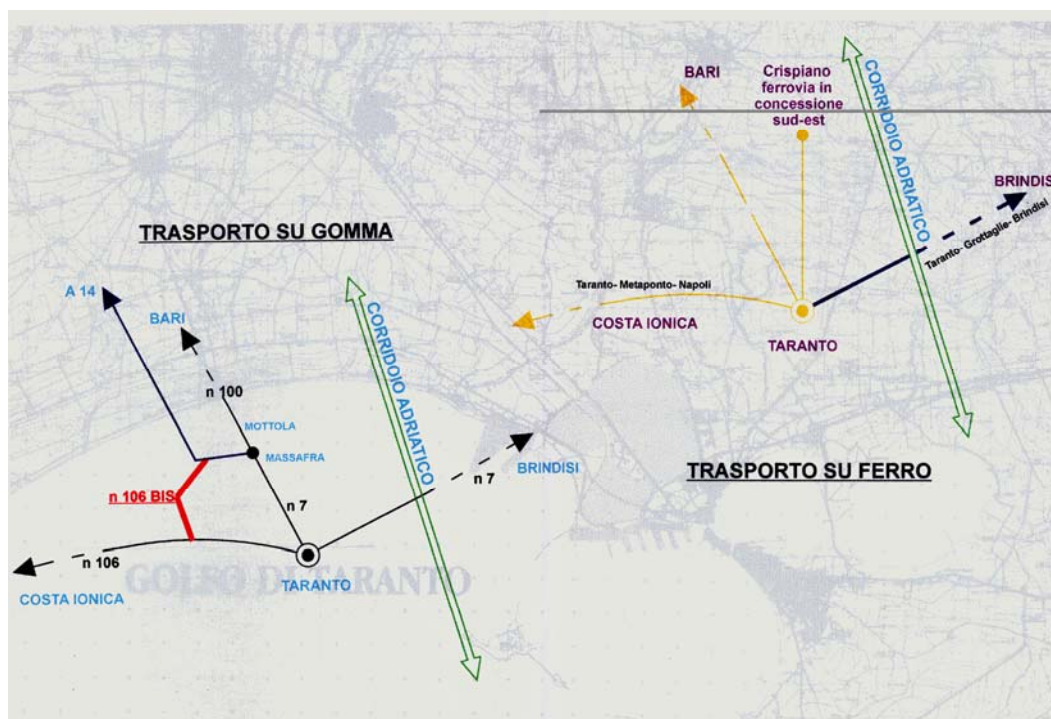 TRASPORTO SU GOMMA
A 14
BARI
n 100
MOTTOLA
MASSAFRA
n 106 BIS
n 7
CORRIDOIO ADRIATICO
n 7
BRINDISI
n 106
TARANTO
COSTA IONICA
GOLFO DI TARANTO
BARI
Crispiano
ferrovia in
concessione
sud-est
CORRIDOIO ADRIATICO
BRINDISI
Taranto- Grottaglie- Brindisi
Taranto- Metaponto- Napoli
COSTA IONICA
TARANTO
TRASPORTO SU FERRO